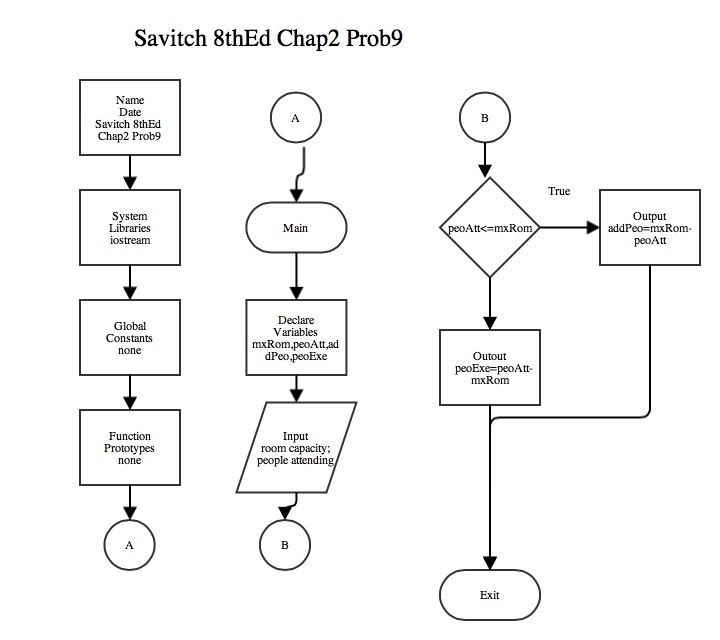 Savitch 8thEd Chap2 Prob9
Name
Date
Savitch 8thEd
Chap2 Prob9
System
Libraries
iostream
Global
Constants
none
Function
Prototypes
none
A
A
Main
Declare
Variables
mxRom,peoAtt,ad
dPeo,peoExe
Input
room capacity;
people attending
B
B
peoAtt<=mxRom
True
Output
addPeo=mxRom-
peoAtt
Outout
peoExe=peoAtt-
mxRom
Exit